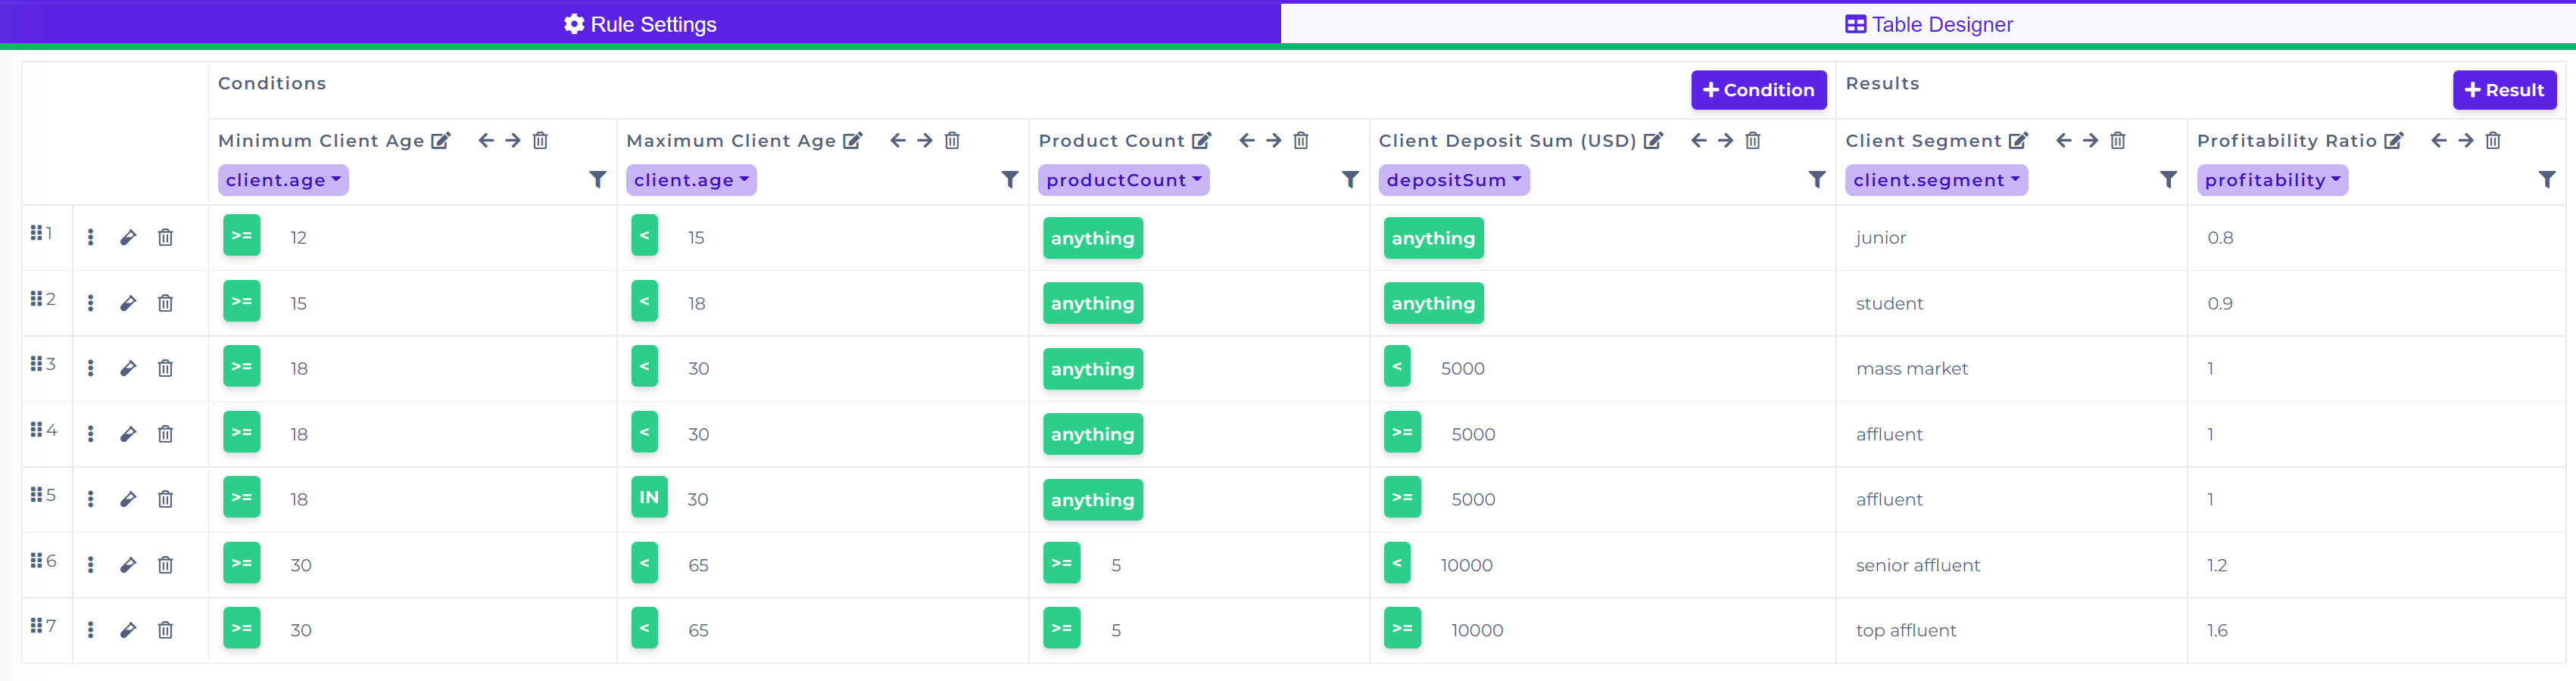 Rule Settings Table Designer
Conditions + Condition Results + Result
Minimum Client Age Maximum Client Age Product Count Client Deposit Sum (USD) Client Segment Profitability Ratio
client.age client.age productCount depositSum client.segment profitability
1 >= 12 < 15 anything anything junior 0.8
2 >= 15 < 18 anything anything student 0.9
3 >= 18 < 30 anything < 5000 mass market 1
4 >= 18 < 30 anything >= 5000 affluent 1
5 >= 18 IN 30 anything >= 5000 affluent 1
6 >= 30 < 65 >= 5 < 10000 senior affluent 1.2
7 >= 30 < 65 >= 5 >= 10000 top affluent 1.6